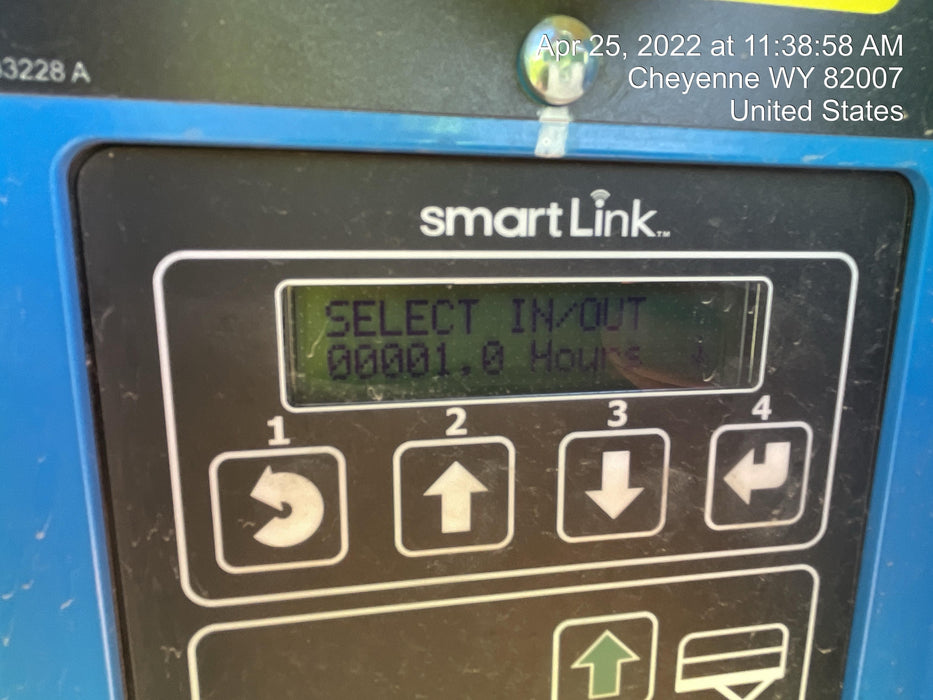 3228 A
Apr 25, 2022 at 11:38:58 AM
Cheyenne WY 82007
United States
smartLink™
SELECT IN/OUT
00001.0 Hours
1 2 3 4